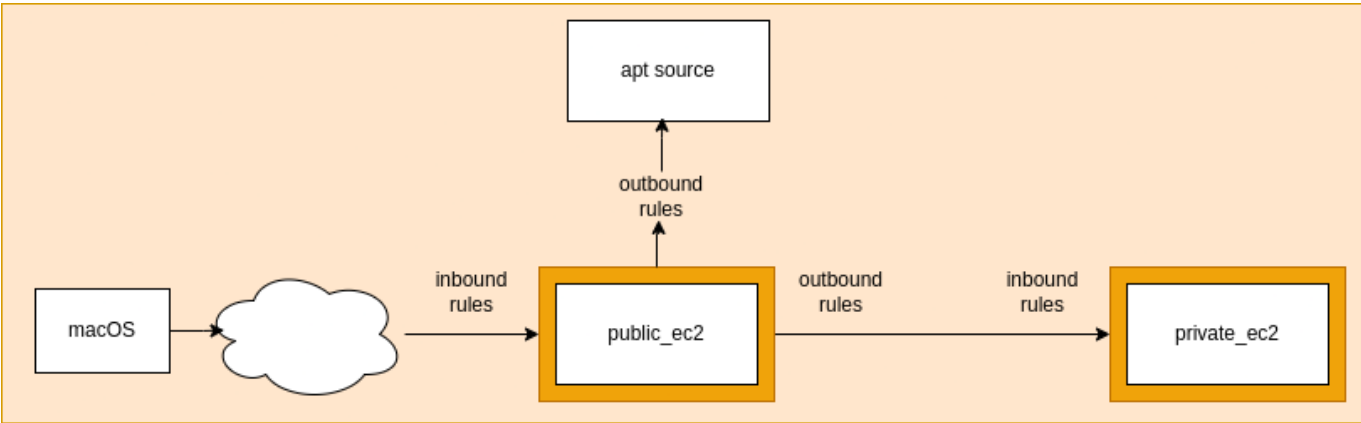 apt source
outbound
rules
macOS
inbound
rules
public_ec2
outbound
rules
inbound
rules
private_ec2